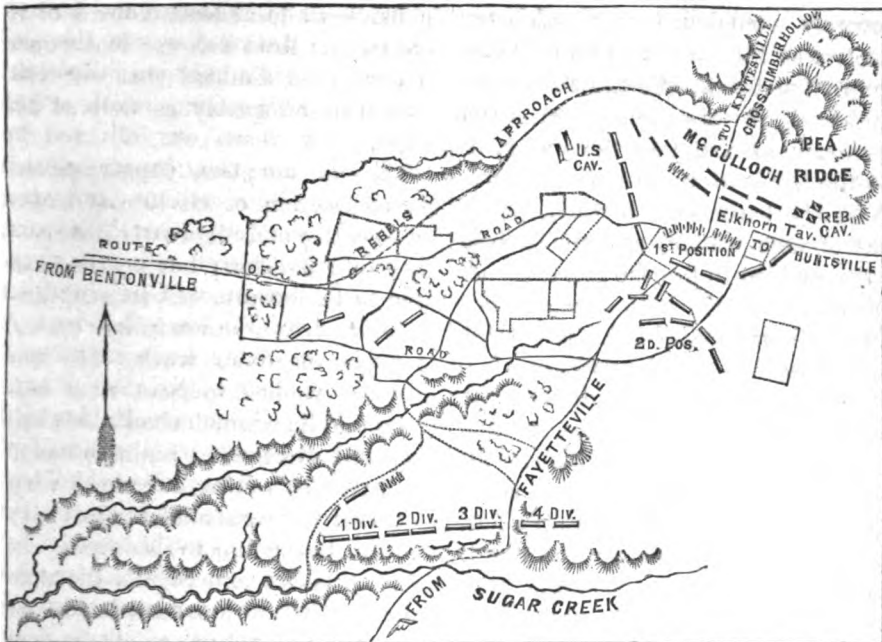 TO KEYTESVILLE
CROSS TIMBER HOLLOW
APPROACH
U.S
CAV.
McCULLOCH
PEA
RIDGE
REB.
CAV.
Elkhorn Tav.
REBELS
ROAD
1ST POSITION
TO
HUNTSVILLE
ROUTE
OF
FROM BENTONVILLE
2D. POS.
ROAD
FAYETTEVILLE
1 DIV.
2 DIV.
3 DIV.
4 DIV.
FROM
SUGAR CREEK